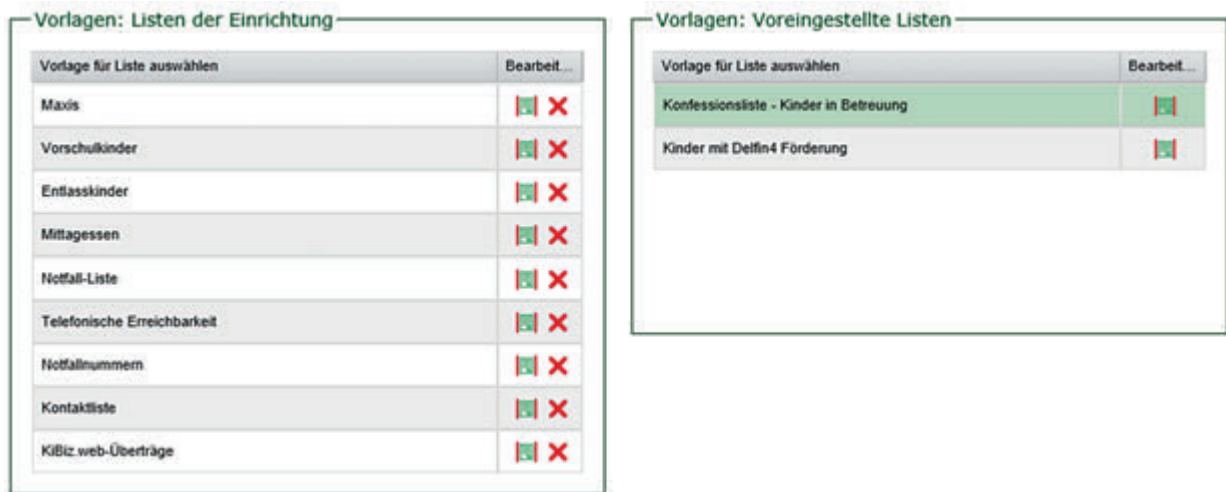 Vorlagen: Listen der Einrichtung
Vorlage für Liste auswählen Bearbeit...
Maxis
Vorschulkinder
Entlasskinder
Mittagessen
Notfall-Liste
Telefonische Erreichbarkeit
Notfallnummern
Kontaktliste
KiBiz.web-Überträge
Vorlagen: Voreingestellte Listen
Vorlage für Liste auswählen Bearbeit...
Konfessionsliste - Kinder in Betreuung
Kinder mit Delfin4 Förderung